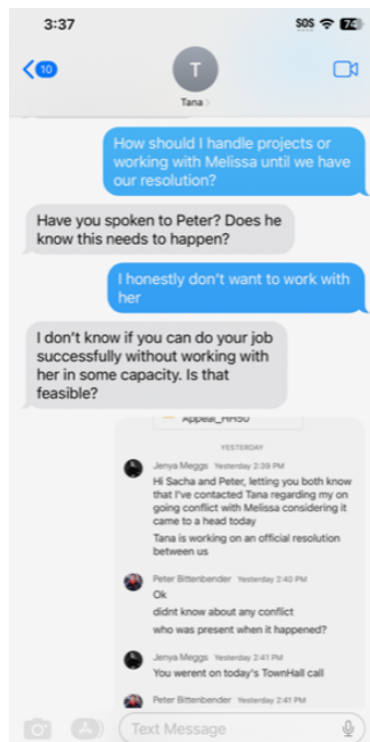 3:37
SOS
74
10
T
Tana
How should I handle projects or
working with Melissa until we have
our resolution?
Have you spoken to Peter? Does he
know this needs to happen?
I honestly don't want to work with
her
I don't know if you can do your job
successfully without working with
her in some capacity. Is that
feasible?
Appeal_HH50
YESTERDAY
Jenya Meggs Yesterday 2:39 PM
Hi Sacha and Peter, letting you both know
that I've contacted Tana regarding my on
going conflict with Melissa considering it
came to a head today
Tana is working on an official resolution
between us
Peter Bittenbender Yesterday 2:40 PM
Ok
didnt know about any conflict
who was present when it happened?
Jenya Meggs Yesterday 2:41 PM
You werent on today's TownHall call
Peter Bittenbender Yesterday 2:41 PM
Text Message